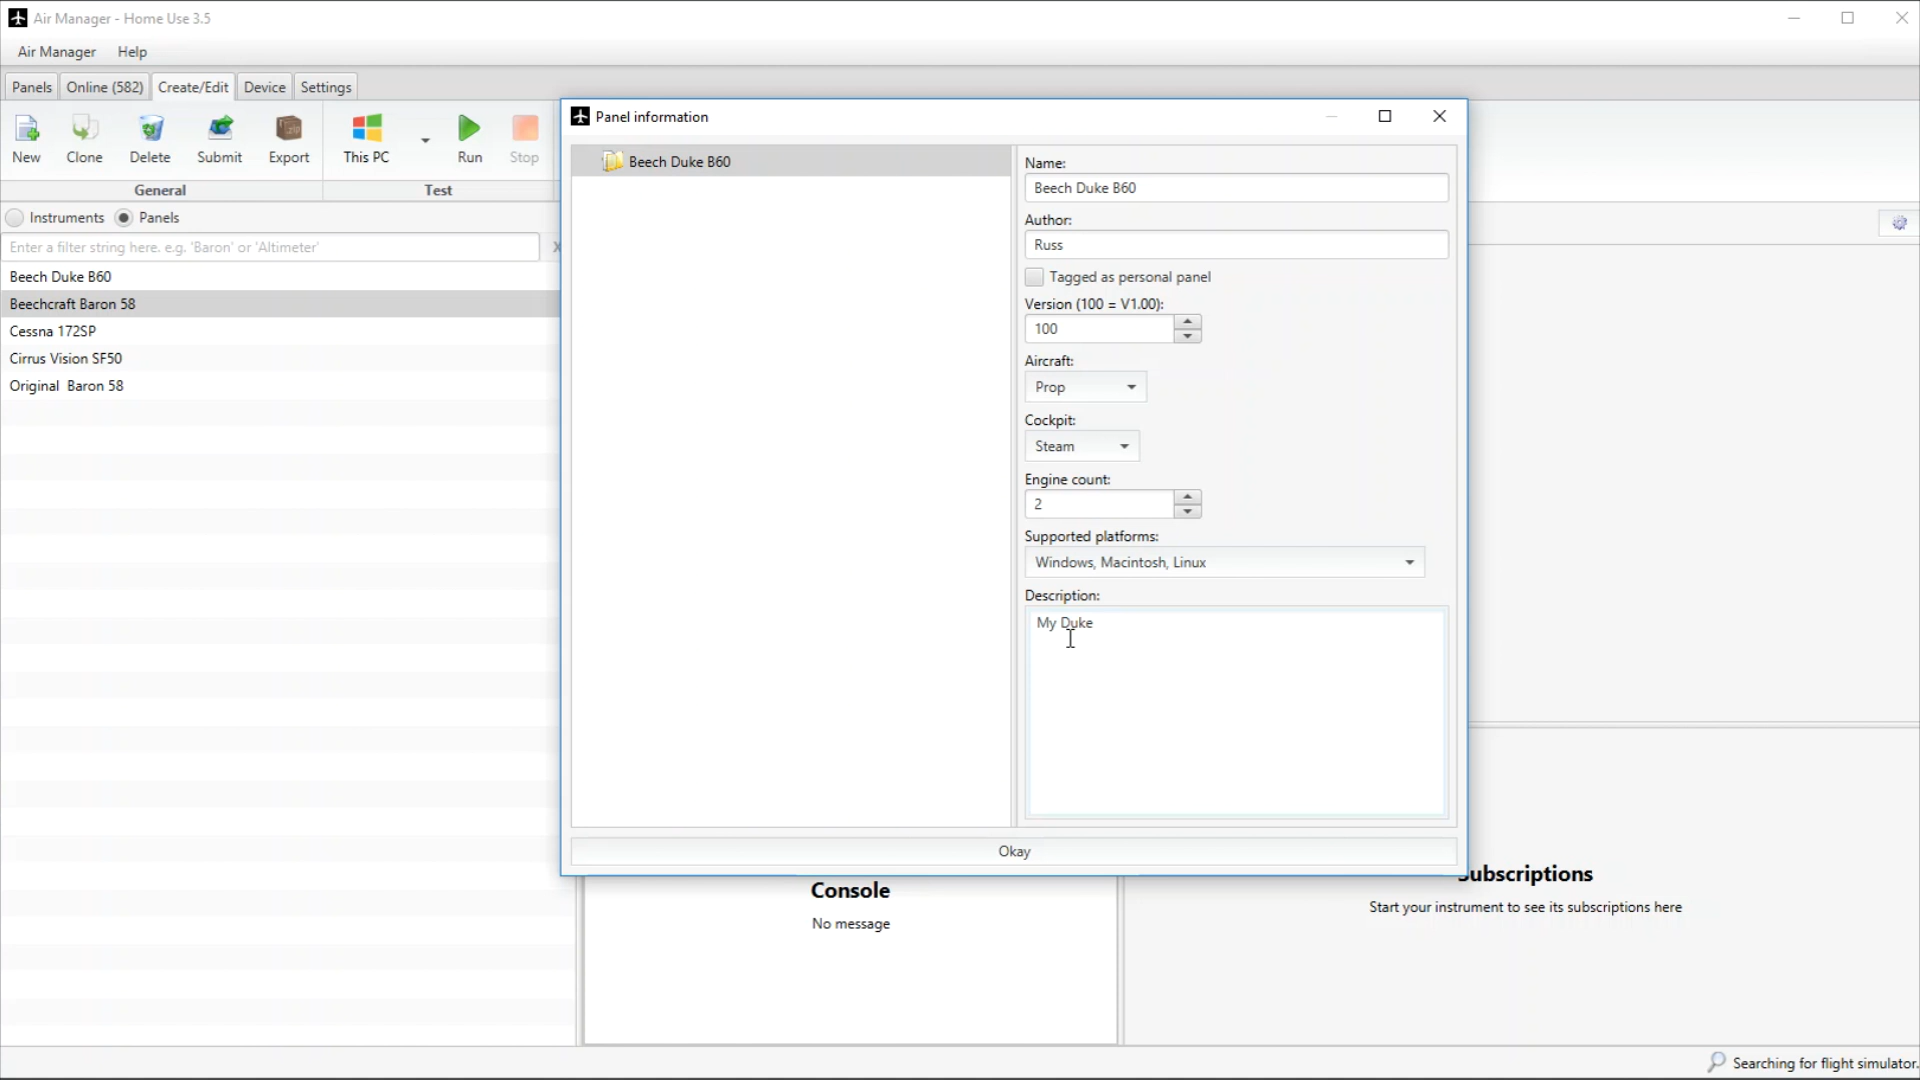 Air Manager - Home Use 3.5
Air Manager Help
Panels Online (582) Create/Edit Device Settings
New Clone Delete Submit Export This PC Run Stop
General Test
Instruments Panels
Enter a filter string here. e.g. 'Baron' or 'Altimeter' X
Beech Duke B60
Beechcraft Baron 58
Cessna 172SP
Cirrus Vision SF50
Original Baron 58
Panel information
Beech Duke B60
Name:
Beech Duke B60
Author:
Russ
Tagged as personal panel
Version (100 = V1.00):
100
Aircraft:
Prop
Cockpit:
Steam
Engine count:
2
Supported platforms:
Windows, Macintosh, Linux
Description:
My Duke
Okay
Console
No message
Subscriptions
Start your instrument to see its subscriptions here
Searching for flight simulator.